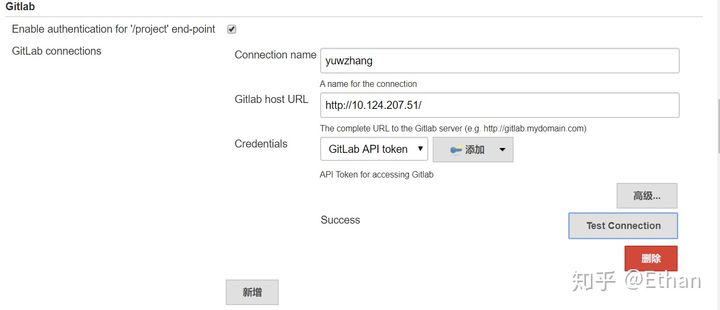 Gitlab
Enable authentication for '/project' end-point
GitLab connections
Connection name
yuwzhang
A name for the connection
Gitlab host URL
http://10.124.207.51/
The complete URL to the Gitlab server (e.g. http://gitlab.mydomain.com)
Credentials
GitLab API token
添加
API Token for accessing Gitlab
高级...
Success
Test Connection
删除
新增
知乎 @Ethan